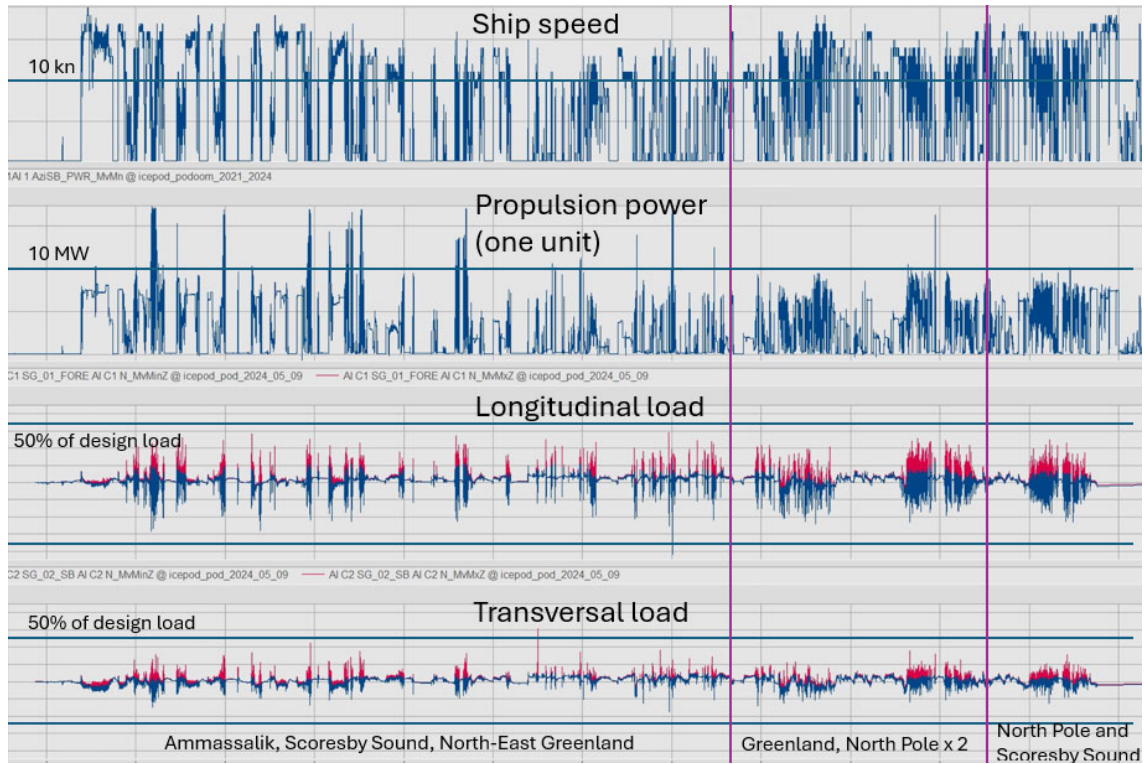 Ship speed
10 kn
1AI 1 AziSB_PWR_MvMn @ icepod_podoom_2021_2024
Propulsion power
(one unit)
10 MW
C1 SG_01_FORE AI C1 N_MvMinZ @ icepod_pod_2024_05_09 AI C1 SG_01_FORE AI C1 N_MvMxZ @ icepod_pod_2024_05_09
Longitudinal load
50% of design load
C2 SG_02_SB AI C2 N_MvMinZ @ icepod_pod_2024_05_09 AI C2 SG_02_SB AI C2 N_MvMxZ @ icepod_pod_2024_05_09
Transversal load
50% of design load
Ammassalik, Scoresby Sound, North-East Greenland
Greenland, North Pole x 2
North Pole and
Scoresby Sound